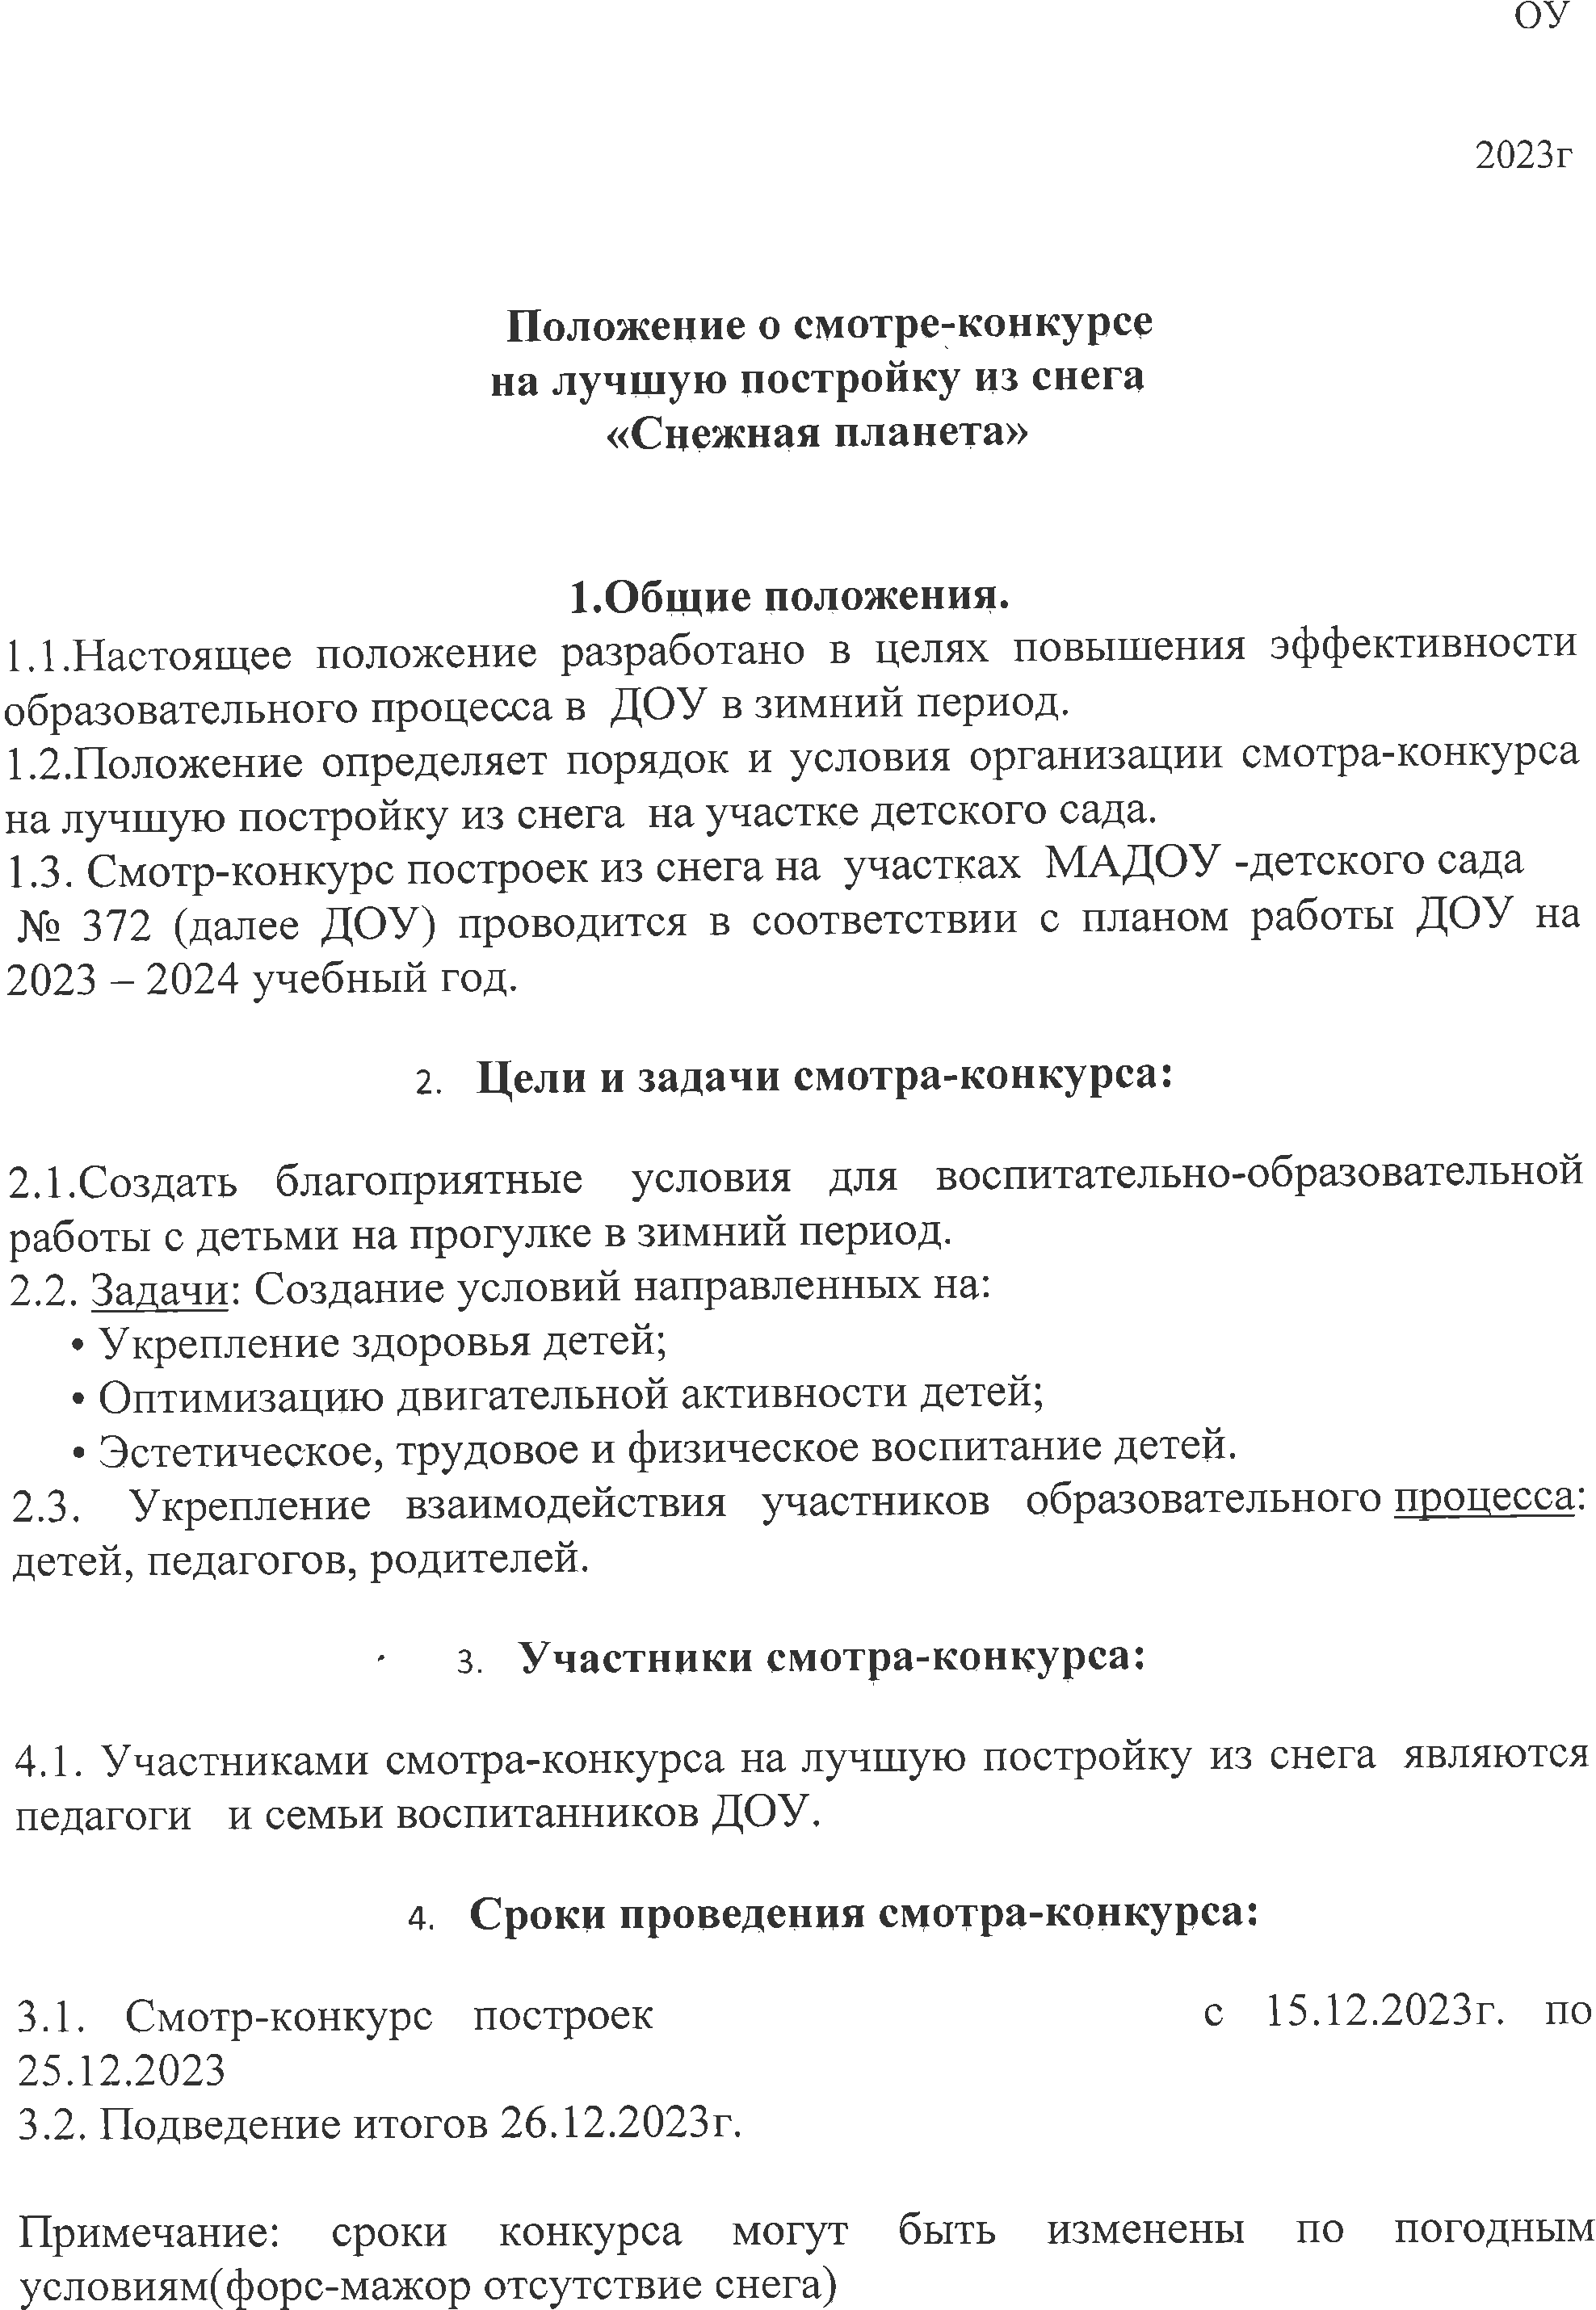 ОУ
2023г
Положение о смотре-конкурсе
на лучшую постройку из снега
«Снежная планета»
1.Общие положения.
1.1.Настоящее положение разработано в целях повышения эффективности
образовательного процесса в ДОУ в зимний период.
1.2.Положение определяет порядок и условия организации смотра-конкурса
на лучшую постройку из снега на участке детского сада.
1.3. Смотр-конкурс построек из снега на участках МАДОУ -детского сада
№ 372 (далее ДОУ) проводится в соответствии с планом работы ДОУ на
2023 – 2024 учебный год.
2. Цели и задачи смотра-конкурса:
2.1.Создать благоприятные условия для воспитательно-образовательной
работы с детьми на прогулке в зимний период.
2.2. Задачи: Создание условий направленных на:
• Укрепление здоровья детей;
• Оптимизацию двигательной активности детей;
• Эстетическое, трудовое и физическое воспитание детей.
2.3. Укрепление взаимодействия участников образовательного процесса:
детей, педагогов, родителей.
3. Участники смотра-конкурса:
4.1. Участниками смотра-конкурса на лучшую постройку из снега являются
педагоги и семьи воспитанников ДОУ.
4. Сроки проведения смотра-конкурса:
3.1. Смотр-конкурс построек с 15.12.2023г. по
25.12.2023
3.2. Подведение итогов 26.12.2023г.
Примечание: сроки конкурса могут быть изменены по погодным
условиям(форс-мажор отсутствие снега)